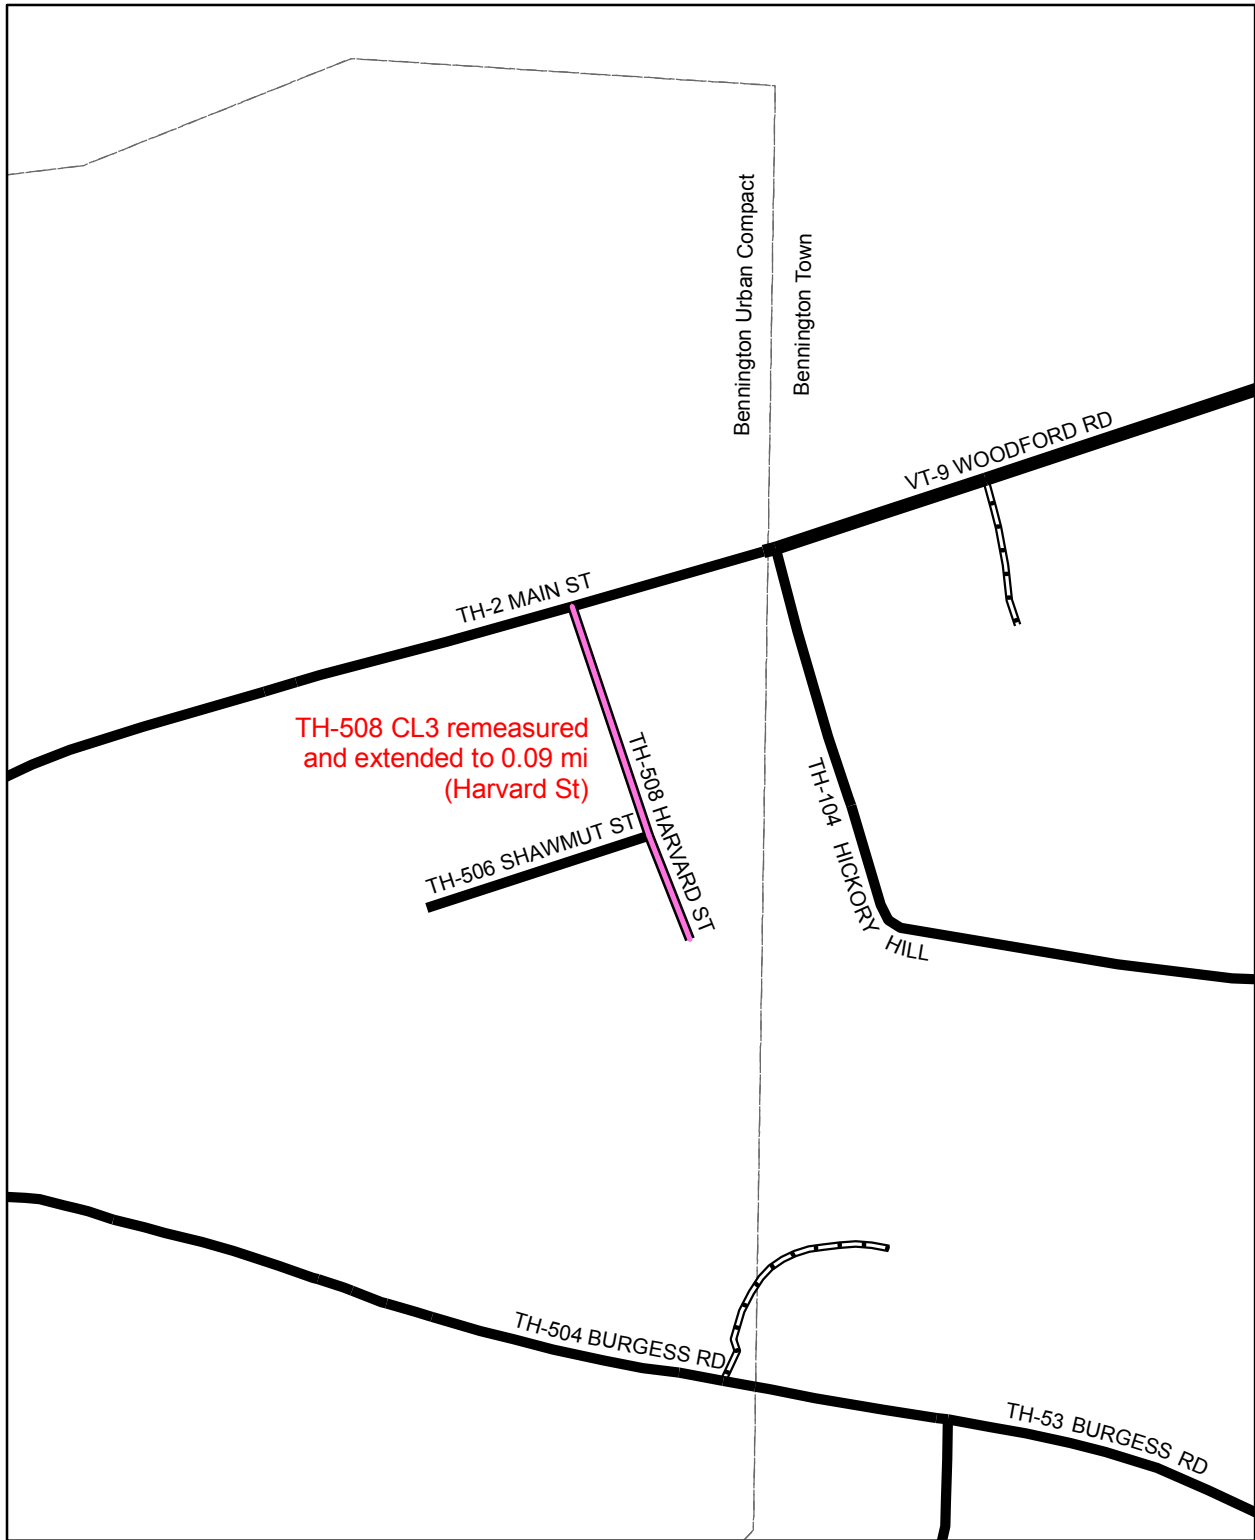 Bennington Urban Compact
Bennington Town
VT-9 WOODFORD RD
TH-2 MAIN ST
TH-508 CL3 remeasured
and extended to 0.09 mi
(Harvard St)
TH-508 HARVARD ST
TH-506 SHAWMUT ST
TH-104 HICKORY HILL
TH-504 BURGESS RD
TH-53 BURGESS RD